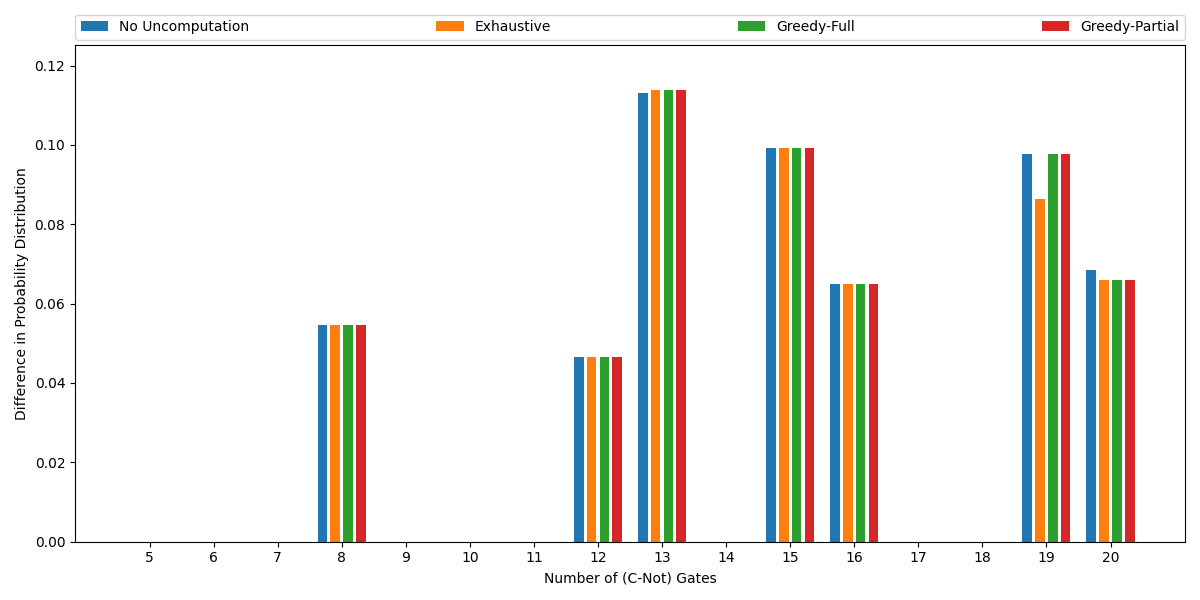 No Uncomputation Exhaustive Greedy-Full Greedy-Partial
0.12
0.10
0.08
0.06
0.04
0.02
0.00
Difference in Probability Distribution
5 6 7 8 9 10 11 12 13 14 15 16 17 18 19 20
Number of (C-Not) Gates